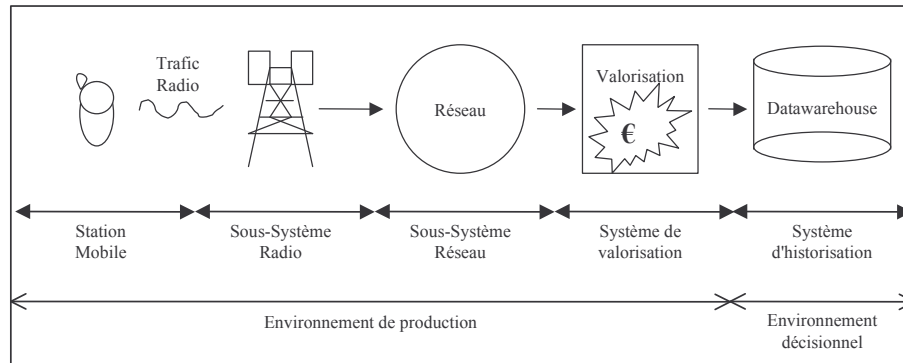 Trafic
Radio
Réseau
Valorisation
€
Datawarehouse
Station
Mobile
Sous-Système
Radio
Sous-Système
Réseau
Système de
valorisation
Système
d'historisation
Environnement de production
Environnement
décisionnel